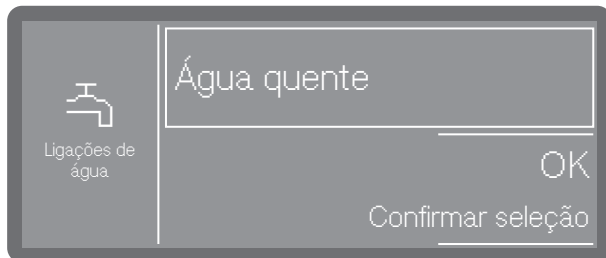 Água quente
Ligações de
água
OK
Confirmar seleção